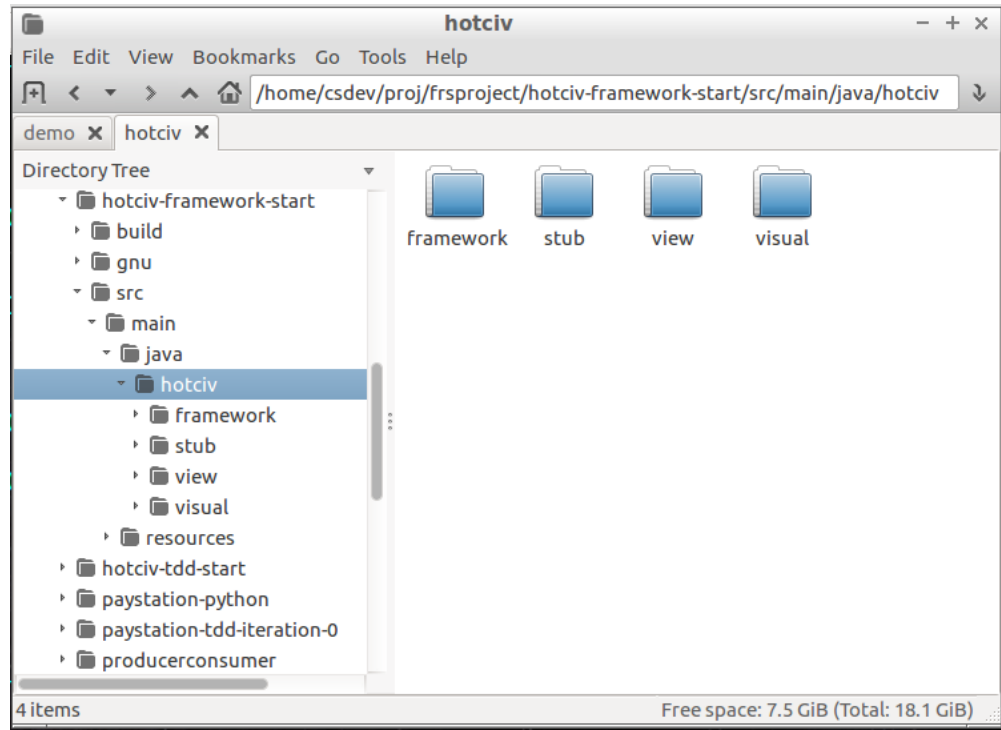 hotciv
File Edit View Bookmarks Go Tools Help
/home/csdev/proj/frsproject/hotciv-framework-start/src/main/java/hotciv
demo hotciv
Directory Tree
hotciv-framework-start
build
gnu
src
main
java
hotciv
framework
stub
view
visual
resources
hotciv-tdd-start
paystation-python
paystation-tdd-iteration-0
producerconsumer
framework stub view visual
4 items Free space: 7.5 GiB (Total: 18.1 GiB)